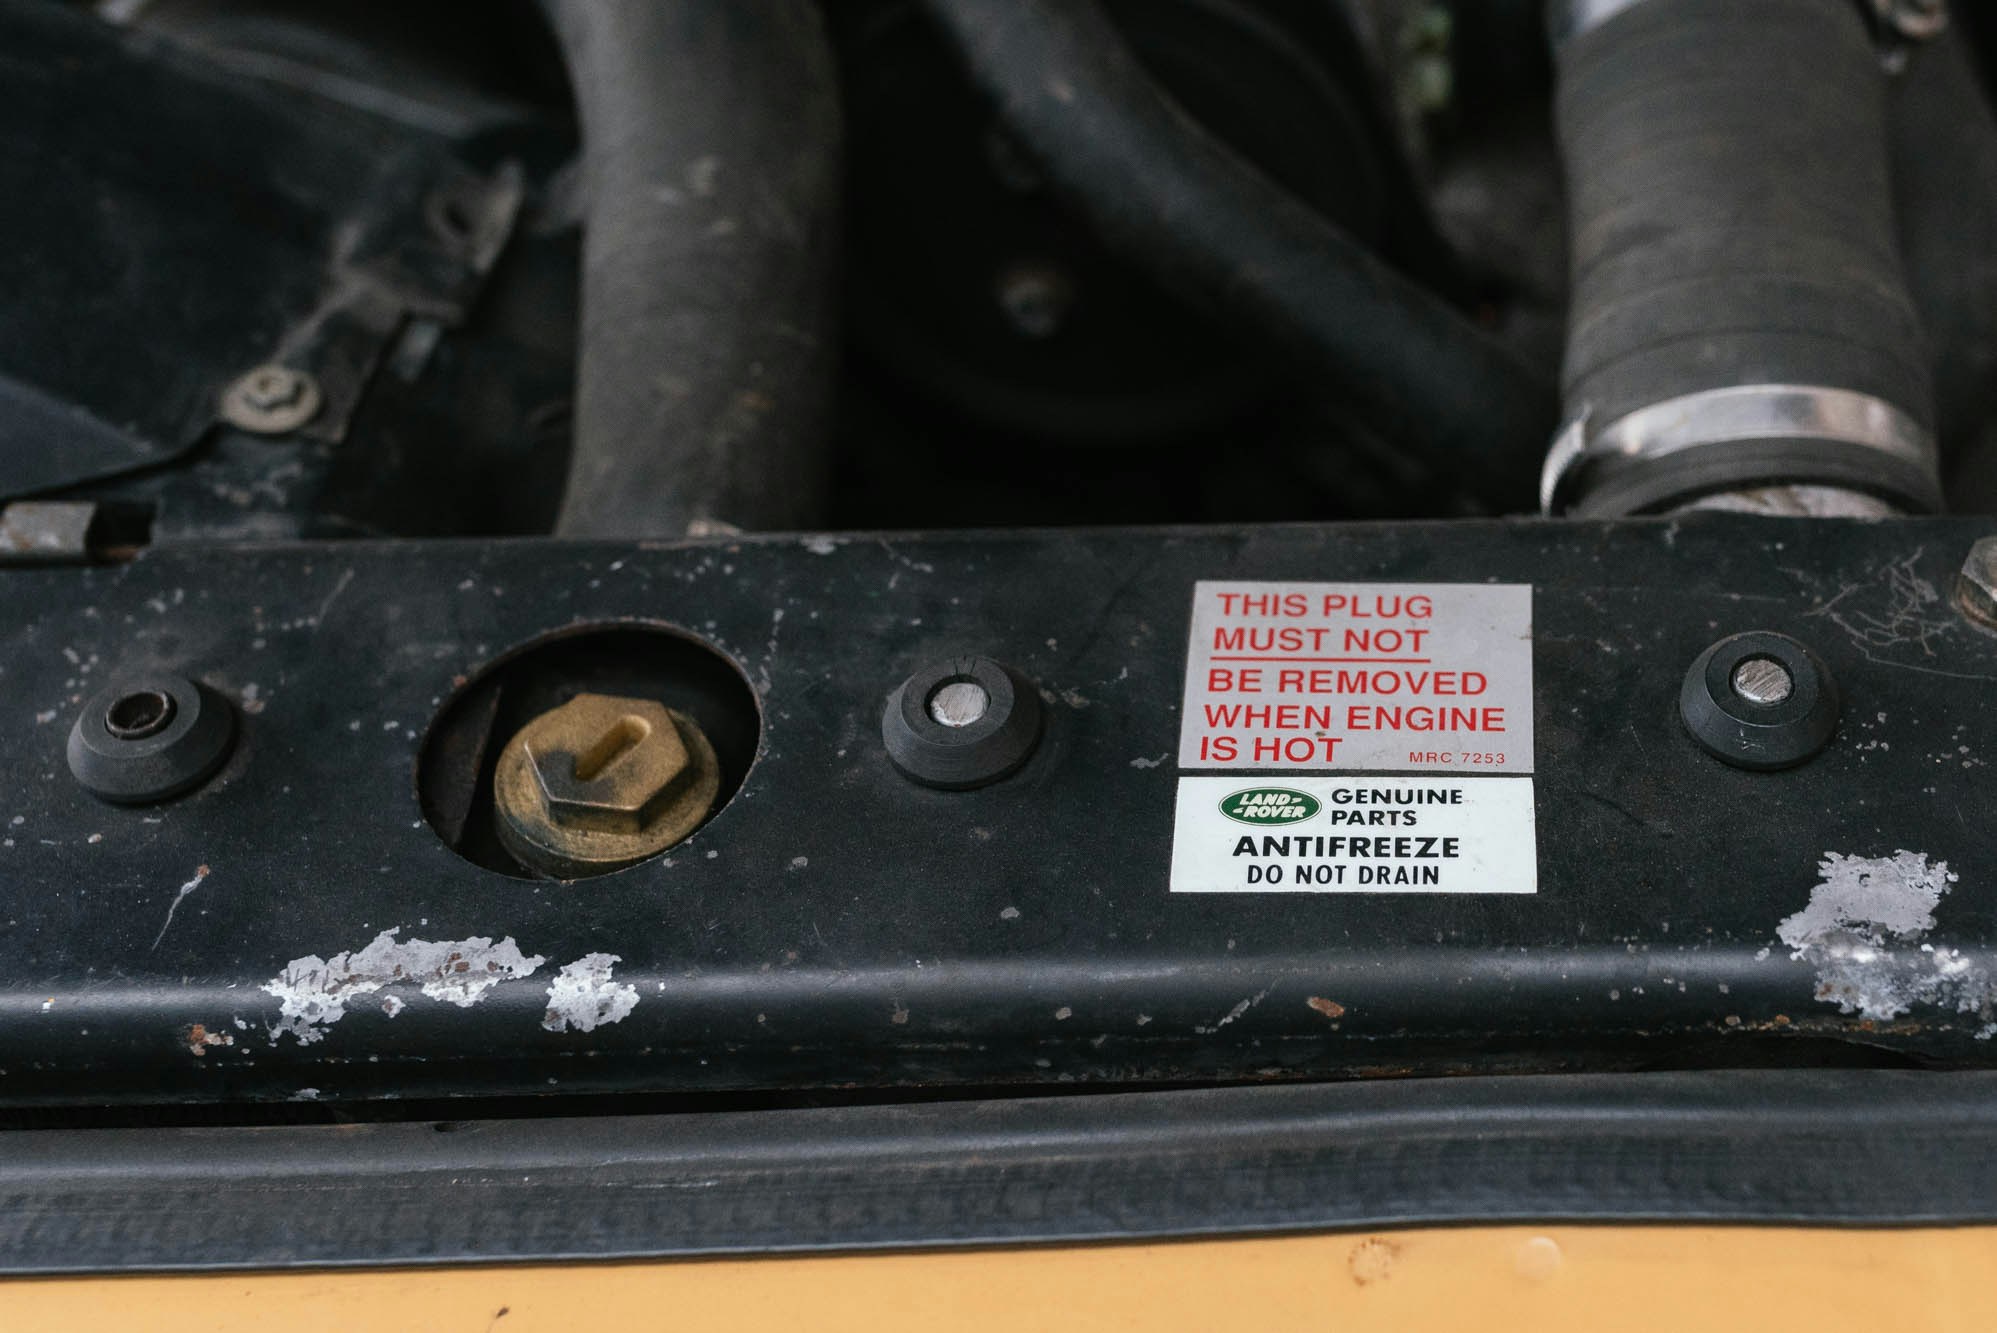 THIS PLUG
MUST NOT
BE REMOVED
WHEN ENGINE
IS HOT MRC 7253
LAND-
-ROVER
GENUINE
PARTS
ANTIFREEZE
DO NOT DRAIN